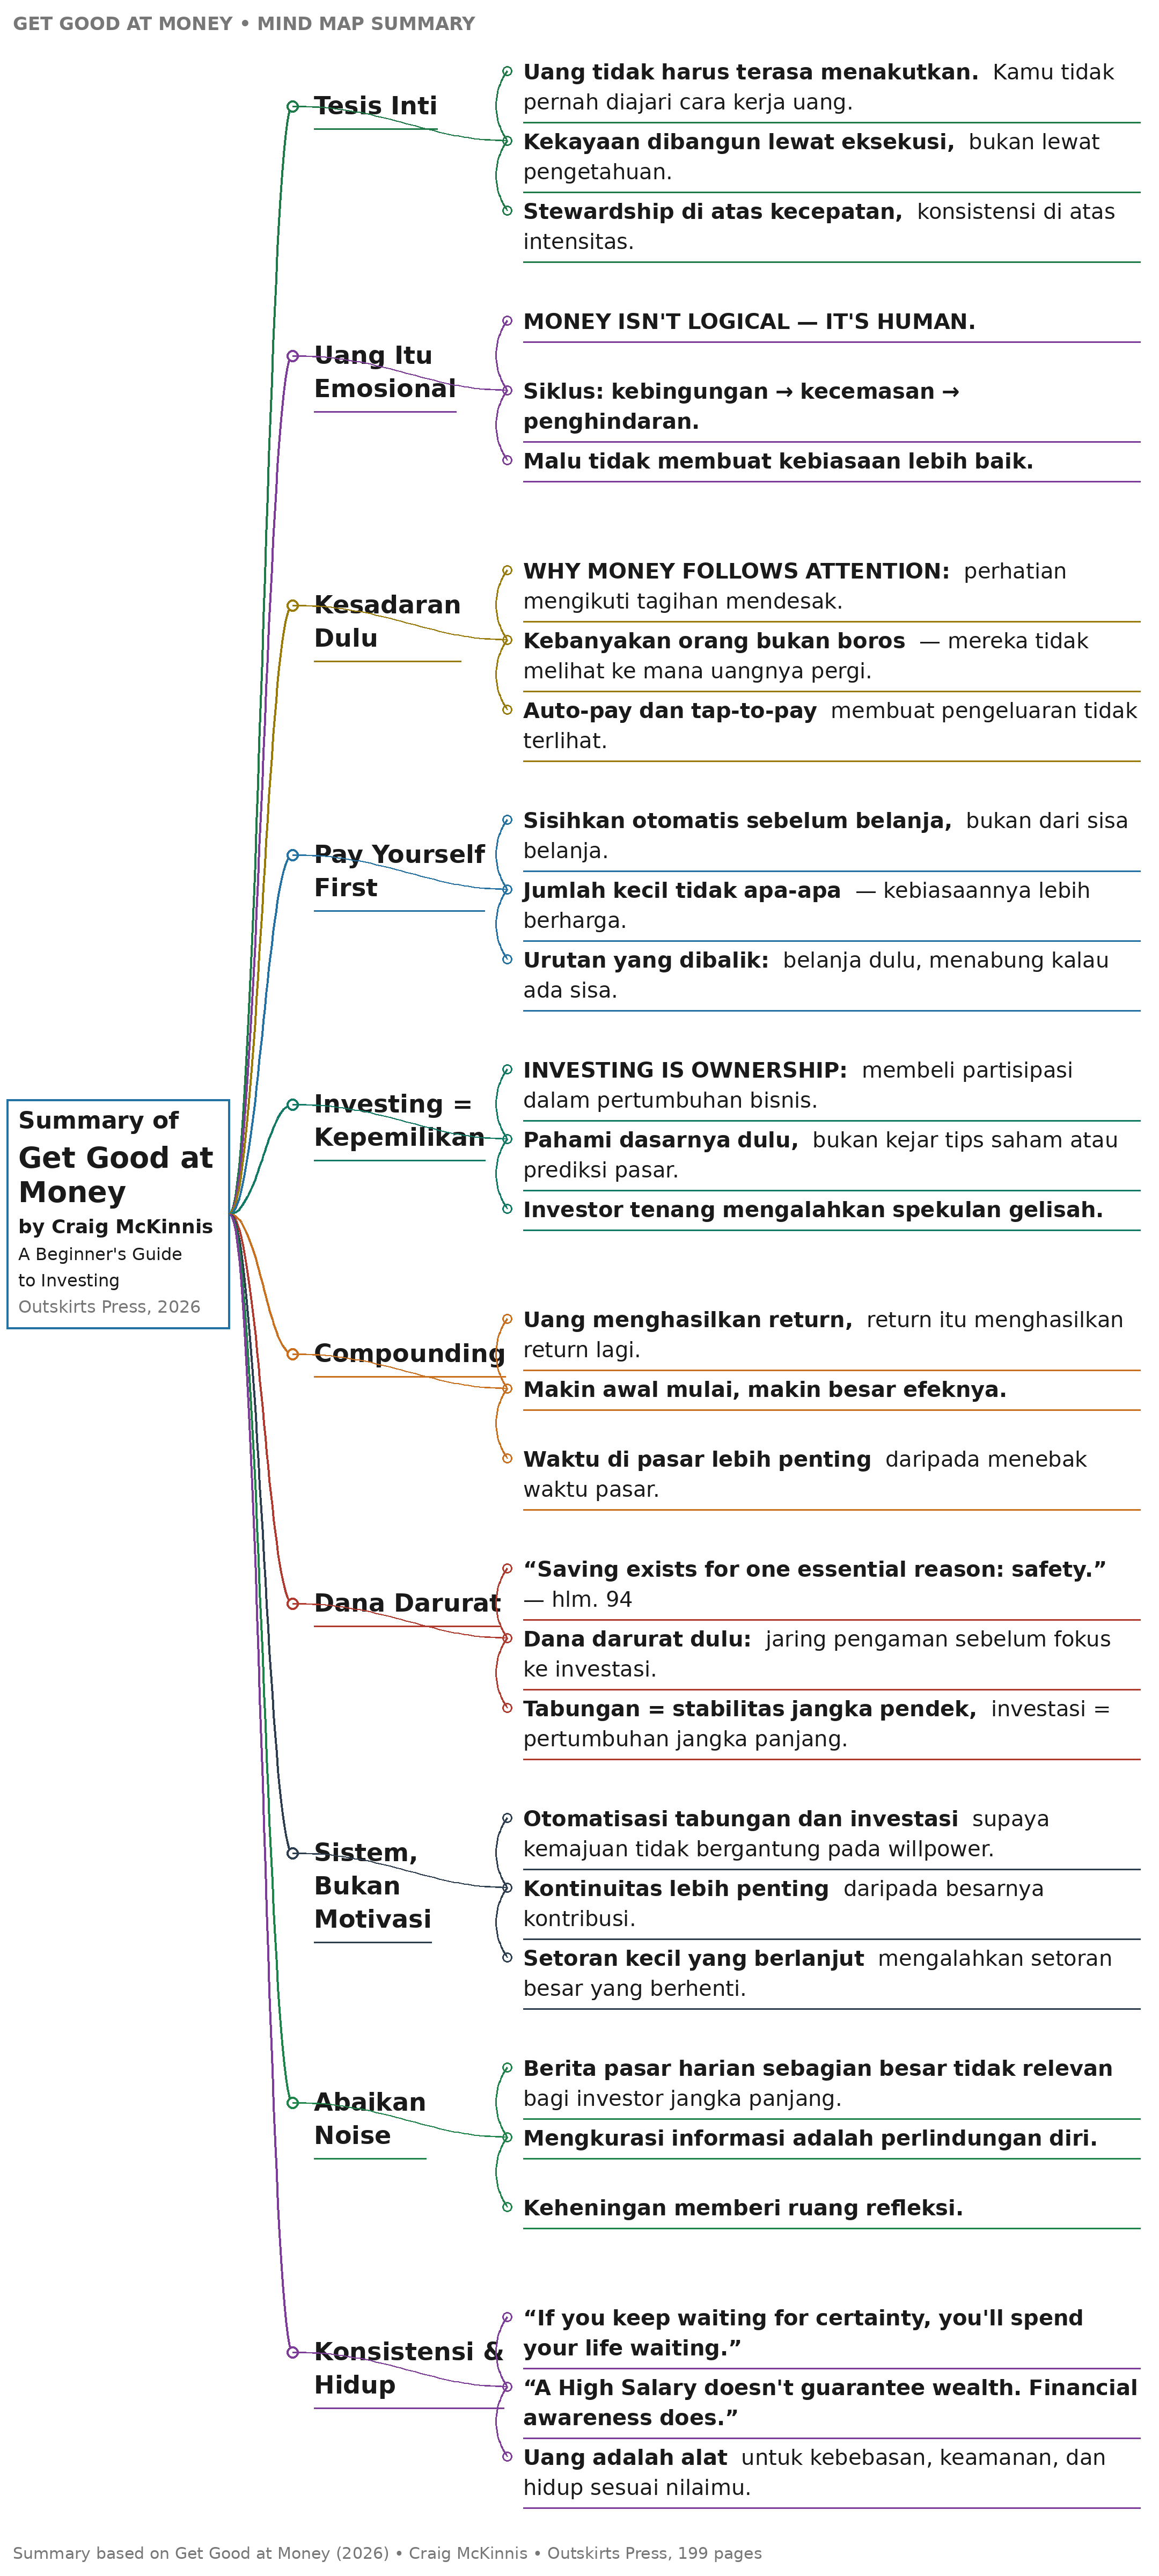 GET GOOD AT MONEY • MIND MAP SUMMARY
Summary of
Get Good at
Money
by Craig McKinnis
A Beginner's Guide
to Investing
Outskirts Press, 2026
Tesis Inti
Uang tidak harus terasa menakutkan. Kamu tidak
pernah diajari cara kerja uang.
Kekayaan dibangun lewat eksekusi, bukan lewat
pengetahuan.
Stewardship di atas kecepatan, konsistensi di atas
intensitas.
Uang Itu
Emosional
MONEY ISN'T LOGICAL — IT'S HUMAN.
Siklus: kebingungan → kecemasan →
penghindaran.
Malu tidak membuat kebiasaan lebih baik.
Kesadaran
Dulu
WHY MONEY FOLLOWS ATTENTION: perhatian
mengikuti tagihan mendesak.
Kebanyakan orang bukan boros — mereka tidak
melihat ke mana uangnya pergi.
Auto-pay dan tap-to-pay membuat pengeluaran tidak
terlihat.
Pay Yourself
First
Sisihkan otomatis sebelum belanja, bukan dari sisa
belanja.
Jumlah kecil tidak apa-apa — kebiasaannya lebih
berharga.
Urutan yang dibalik: belanja dulu, menabung kalau
ada sisa.
Investing =
Kepemilikan
INVESTING IS OWNERSHIP: membeli partisipasi
dalam pertumbuhan bisnis.
Pahami dasarnya dulu, bukan kejar tips saham atau
prediksi pasar.
Investor tenang mengalahkan spekulan gelisah.
Compounding
Uang menghasilkan return, return itu menghasilkan
return lagi.
Makin awal mulai, makin besar efeknya.
Waktu di pasar lebih penting daripada menebak
waktu pasar.
Dana Darurat
“Saving exists for one essential reason: safety.”
— hlm. 94
Dana darurat dulu: jaring pengaman sebelum fokus
ke investasi.
Tabungan = stabilitas jangka pendek, investasi =
pertumbuhan jangka panjang.
Sistem,
Bukan
Motivasi
Otomatisasi tabungan dan investasi supaya
kemajuan tidak bergantung pada willpower.
Kontinuitas lebih penting daripada besarnya
kontribusi.
Setoran kecil yang berlanjut mengalahkan setoran
besar yang berhenti.
Abaikan
Noise
Berita pasar harian sebagian besar tidak relevan
bagi investor jangka panjang.
Mengkurasi informasi adalah perlindungan diri.
Keheningan memberi ruang refleksi.
Konsistensi &
Hidup
“If you keep waiting for certainty, you'll spend
your life waiting.”
“A High Salary doesn't guarantee wealth. Financial
awareness does.”
Uang adalah alat untuk kebebasan, keamanan, dan
hidup sesuai nilaimu.
Summary based on Get Good at Money (2026) • Craig McKinnis • Outskirts Press, 199 pages